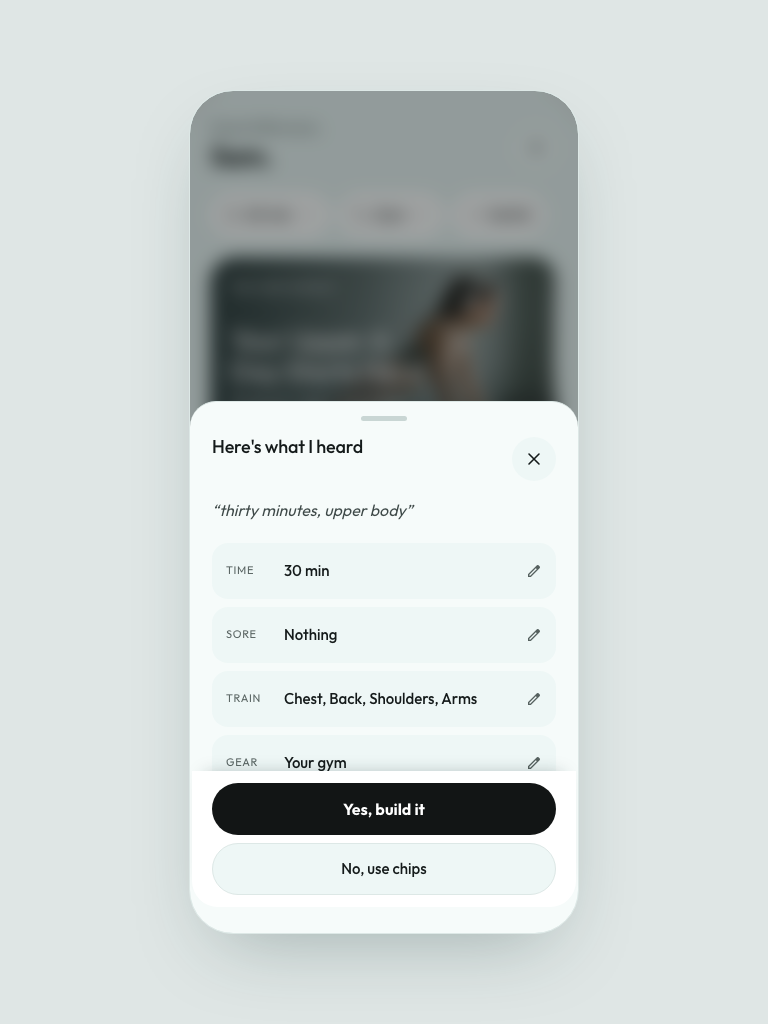 Here's what I heard
“thirty minutes, upper body”
TIME 30 min
SORE Nothing
TRAIN Chest, Back, Shoulders, Arms
GEAR Your gym
Yes, build it
No, use chips